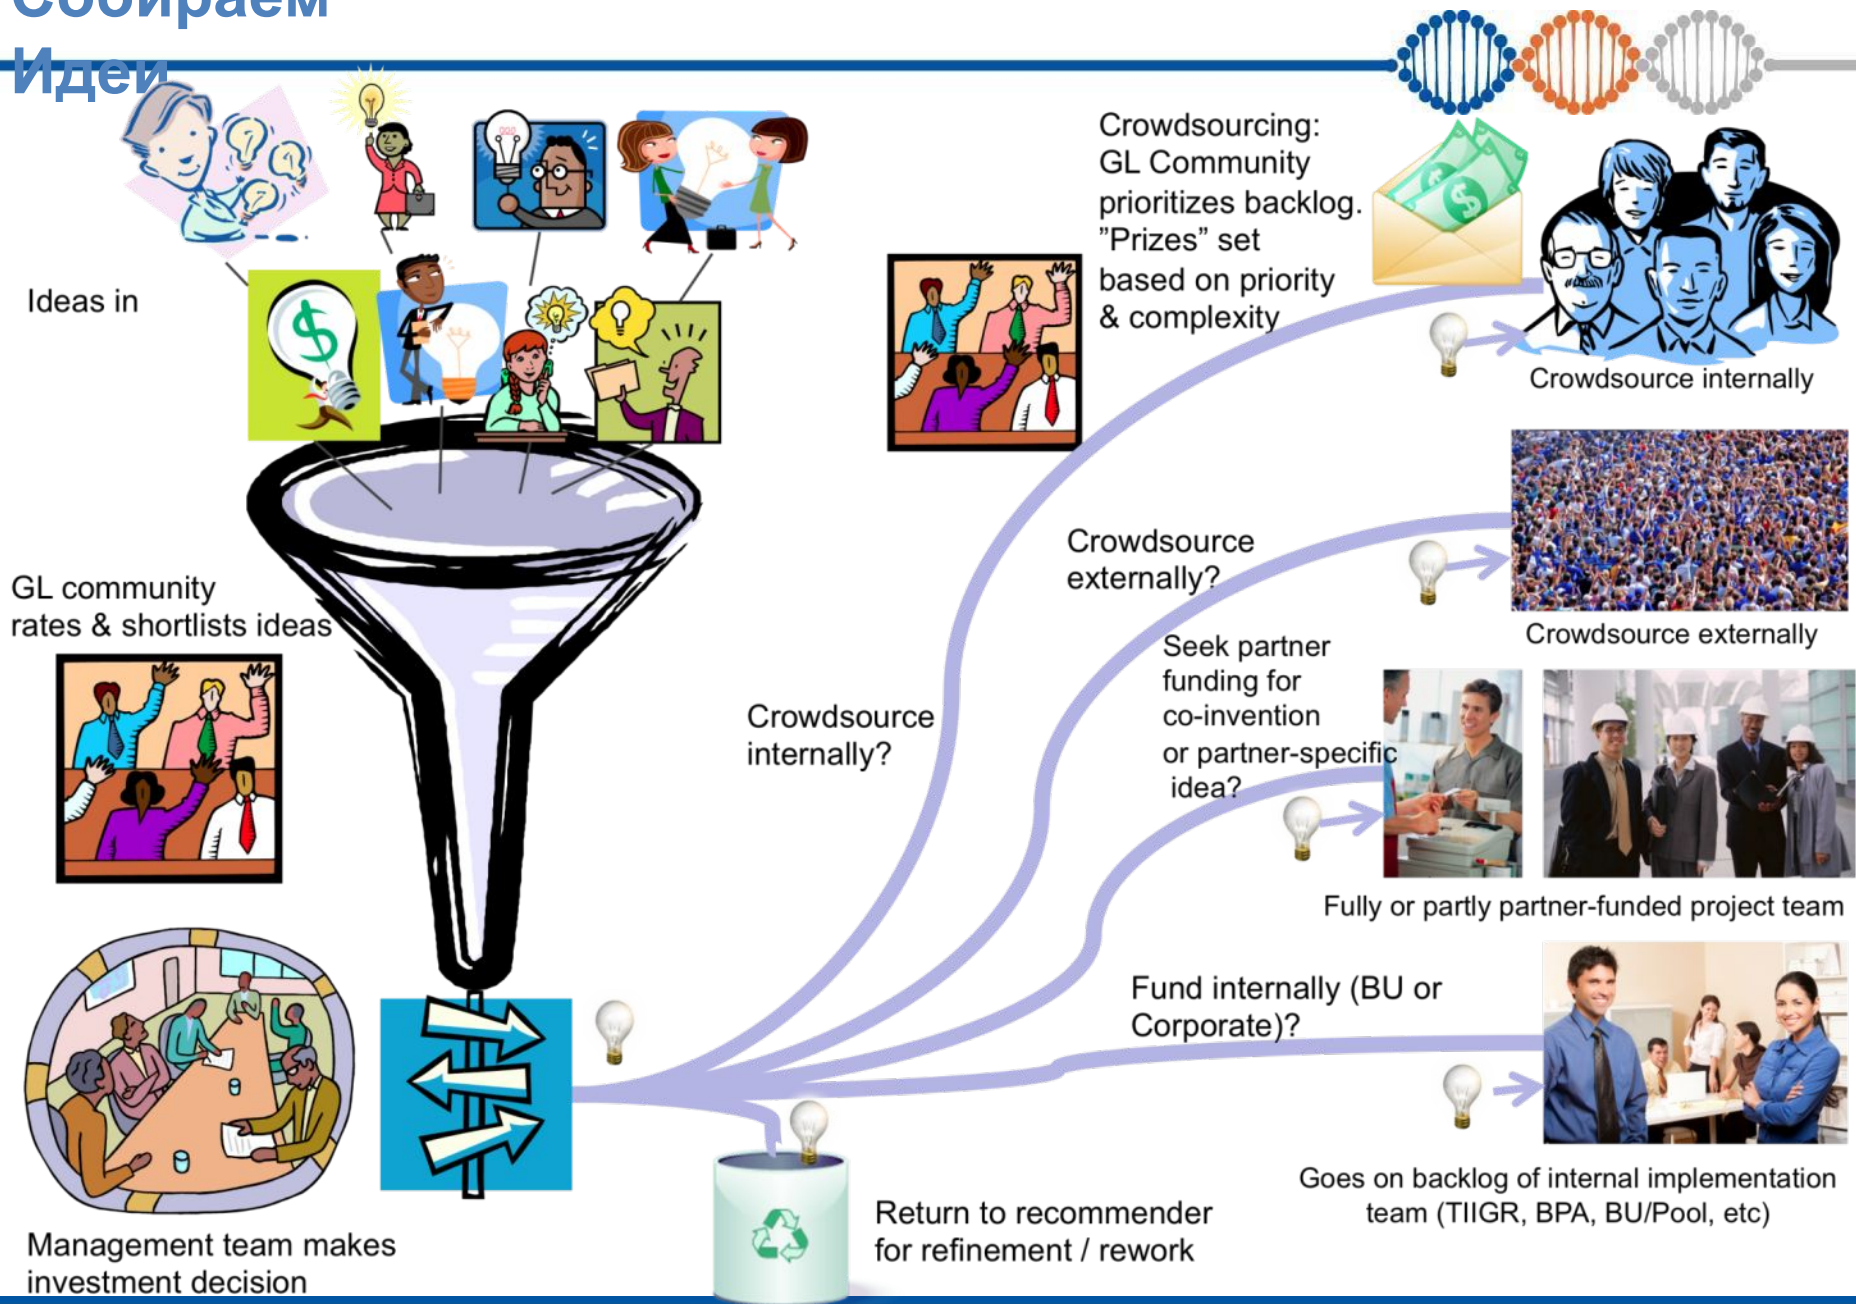 Собираем
Идеи
Ideas in
GL community
rates & shortlists ideas
Management team makes
investment decision
Crowdsourcing:
GL Community
prioritizes backlog.
”Prizes” set
based on priority
& complexity
Crowdsource internally
Crowdsource
externally?
Crowdsource externally
Seek partner
funding for
co-invention
or partner-specific
idea?
Crowdsource
internally?
Fully or partly partner-funded project team
Fund internally (BU or
Corporate)?
Goes on backlog of internal implementation
team (TIIGR, BPA, BU/Pool, etc)
Return to recommender
for refinement / rework